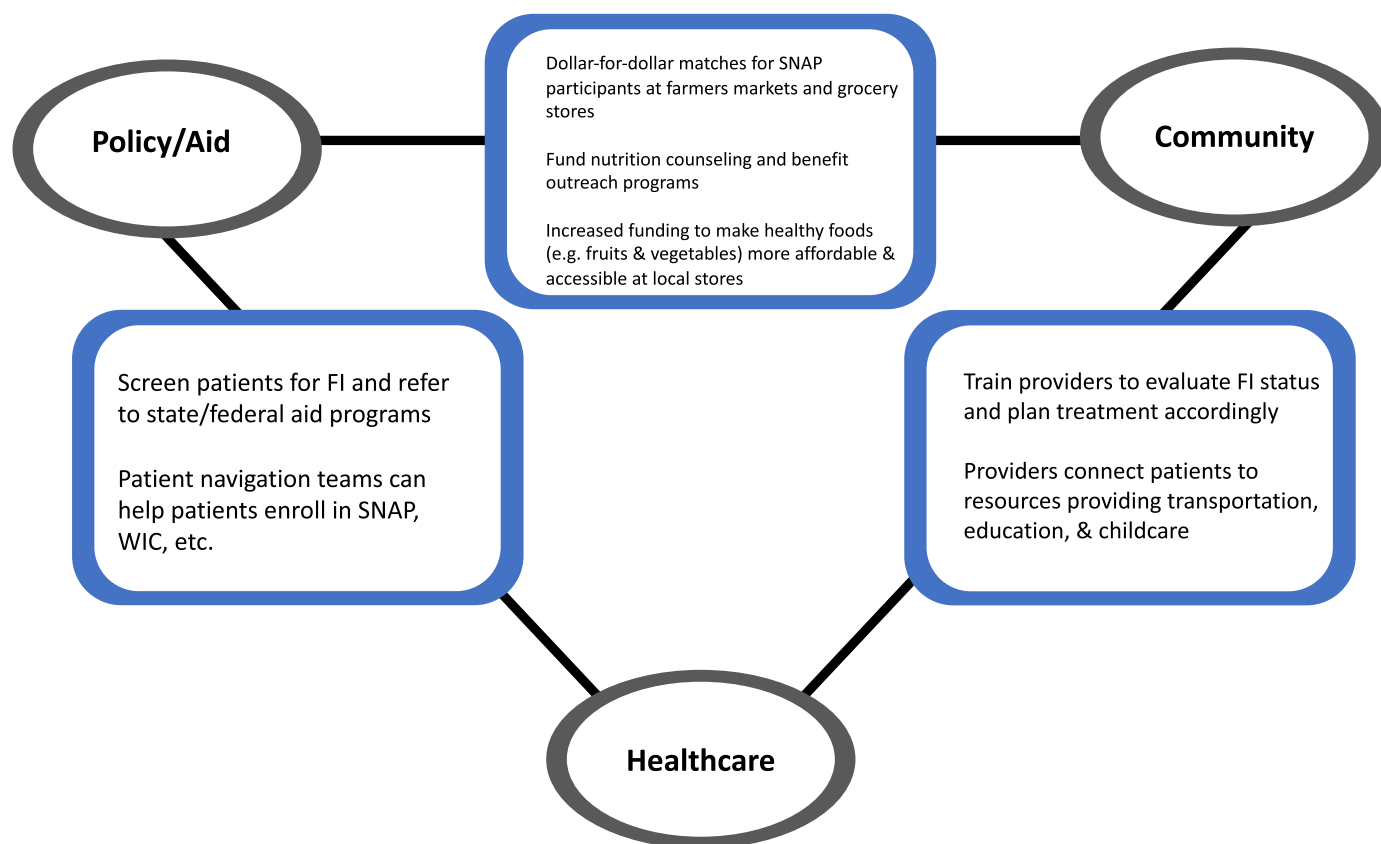 Policy/Aid
Dollar-for-dollar matches for SNAP
participants at farmers markets and grocery
stores
Fund nutrition counseling and benefit
outreach programs
Increased funding to make healthy foods
(e.g. fruits & vegetables) more affordable &
accessible at local stores
Community
Screen patients for FI and refer
to state/federal aid programs
Patient navigation teams can
help patients enroll in SNAP,
WIC, etc.
Train providers to evaluate FI status
and plan treatment accordingly
Providers connect patients to
resources providing transportation,
education, & childcare
Healthcare